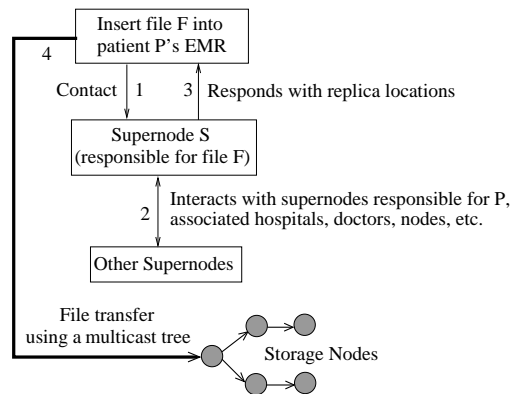 Insert file F into
patient P's EMR
4
Contact
1
3
Responds with replica locations
Supernode S
(responsible for file F)
2
Interacts with supernodes responsible for P,
associated hospitals, doctors, nodes, etc.
Other Supernodes
File transfer
using a multicast tree
Storage Nodes